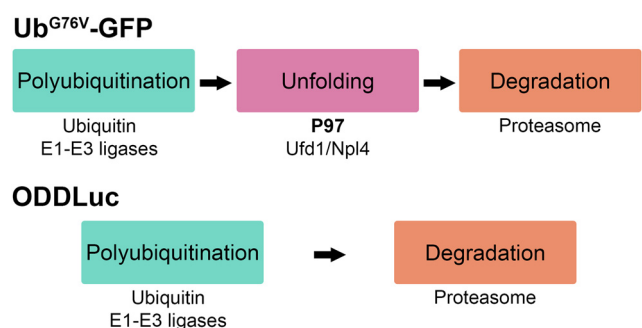 Ub^G76V-GFP
Polyubiquitination
Unfolding
Degradation
Ubiquitin
E1-E3 ligases
P97
Ufd1/Npl4
Proteasome
ODDLuc
Polyubiquitination
Degradation
Ubiquitin
E1-E3 ligases
Proteasome